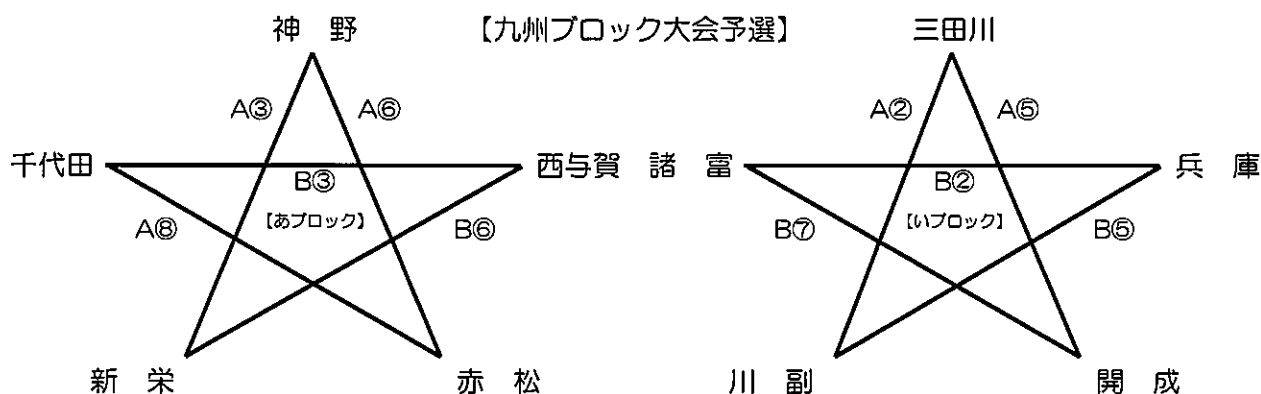 神 野 【九州ブロック大会予選】 三田川
A③ A⑥ A② A⑤
千代田 西与賀 諸 富 兵 庫
B③ B②
A⑧ 【あブロック】 B⑥ B⑦ 【いブロック】 B⑤
新 栄 赤 松 川 副 開 成